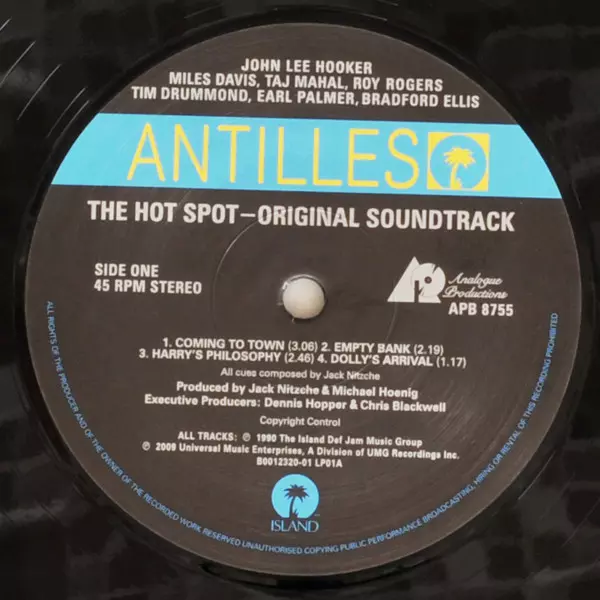 JOHN LEE HOOKER
MILES DAVIS, TAJ MAHAL, ROY ROGERS
TIM DRUMMOND, EARL PALMER, BRADFORD ELLIS
ANTILLES
THE HOT SPOT–ORIGINAL SOUNDTRACK
SIDE ONE
45 RPM STEREO
Analogue
Productions
APB 8755
1. COMING TO TOWN (3.06) 2. EMPTY BANK (2.19)
3. HARRY'S PHILOSOPHY (2.46) 4. DOLLY'S ARRIVAL (1.17)
All cues composed by Jack Nitzche
Produced by Jack Nitzche & Michael Hoenig
Executive Producers: Dennis Hopper & Chris Blackwell
Copyright Control
ALL TRACKS: ℗ 1990 The Island Def Jam Music Group
℗ 2009 Universal Music Enterprises, A Division of UMG Recordings Inc.
B0012320-01 LP01A
ISLAND
ALL RIGHTS OF THE PRODUCER AND OF THE OWNER OF THE RECORDED WORK RESERVED UNAUTHORISED COPYING PUBLIC PERFORMANCE BROADCASTING, HIRING OR RENTAL OF THIS RECORDING PROHIBITED